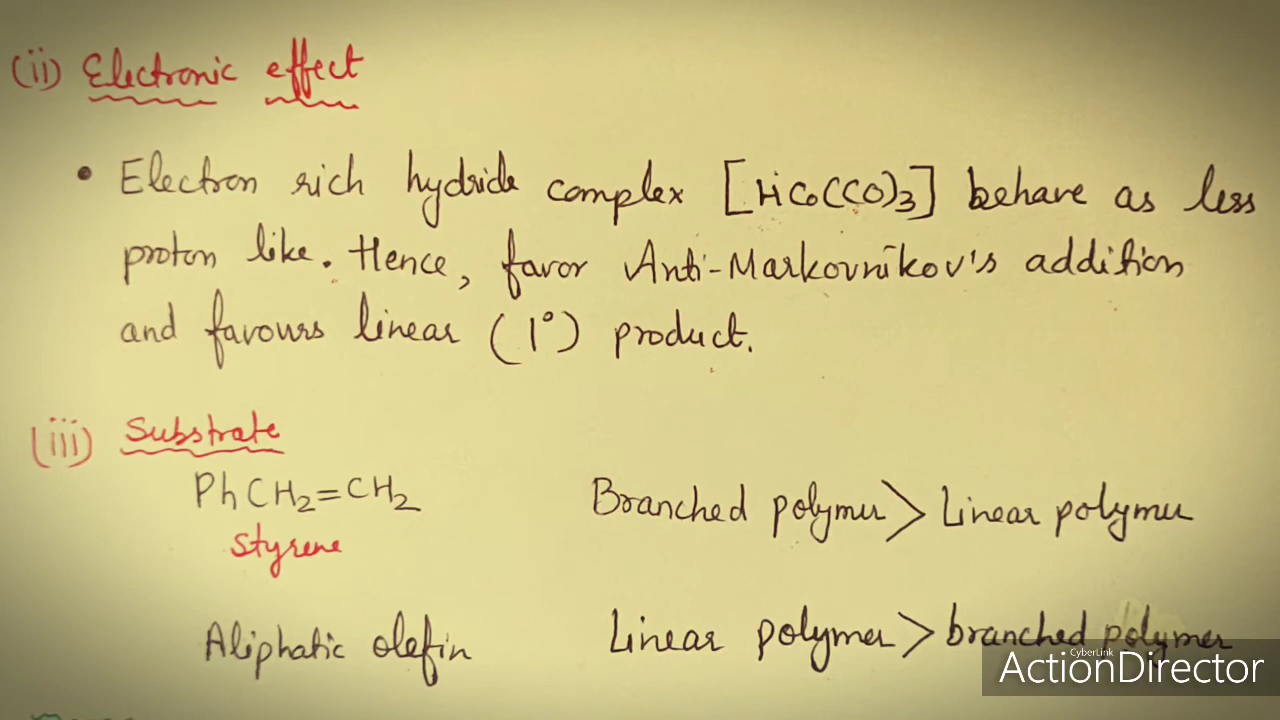 (ii) Electronic effect
• Electron rich hydride complex [HCo(CO)3] behave as less
proton like. Hence, favor Anti-Markovnikov's addition
and favours linear (1°) product.
(iii) Substrate
PhCH2=CH2 Branched polymer > Linear polymer
Styrene
Aliphatic olefin Linear polymer > branched polymer
CyberLink
ActionDirector